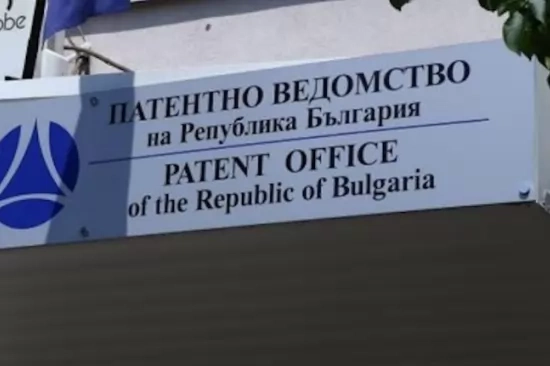 ПАТЕНТНО ВЕДОМСТВО
на Република България
PATENT OFFICE
of the Republic of Bulgaria